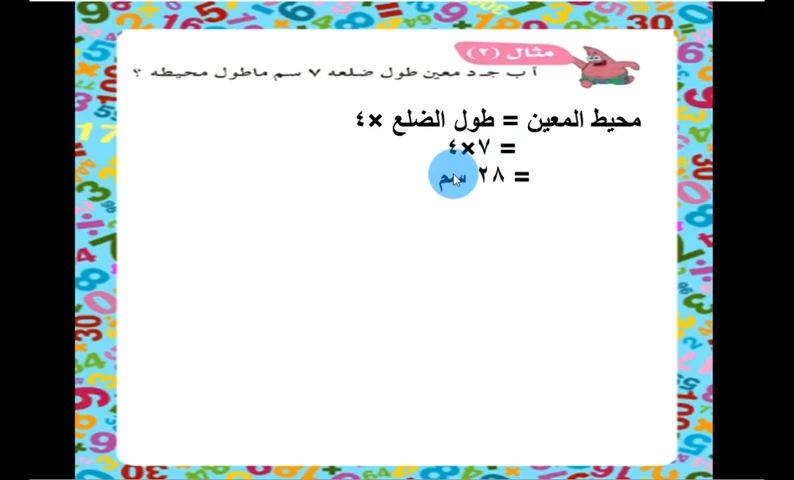 مثال (٢)
أ ب جـ د معين طول ضلعه ٧ سم ماطول محيطه ؟
محيط المعين = طول الضلع ×٤
= ٧×٤
= ٢٨ سم